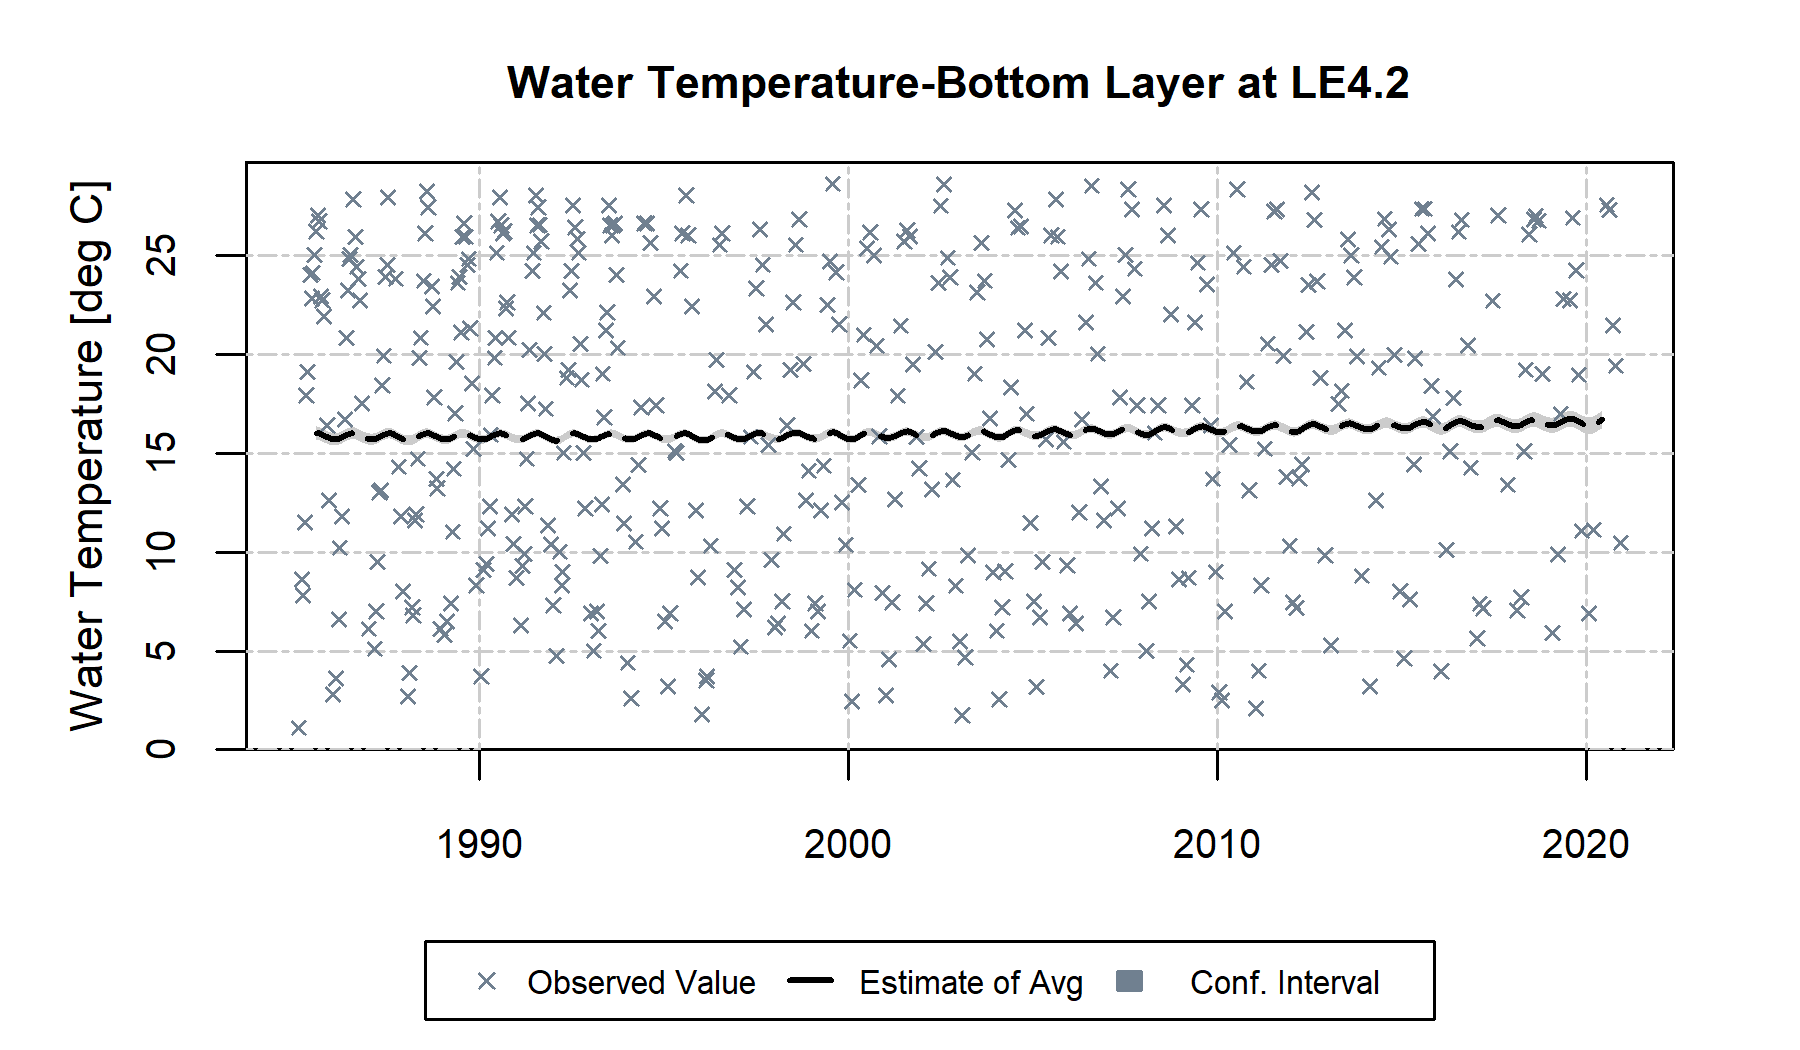 Water Temperature-Bottom Layer at LE4.2
Water Temperature [deg C]
25
20
15
10
5
0
1990 2000 2010 2020
Observed Value Estimate of Avg Conf. Interval